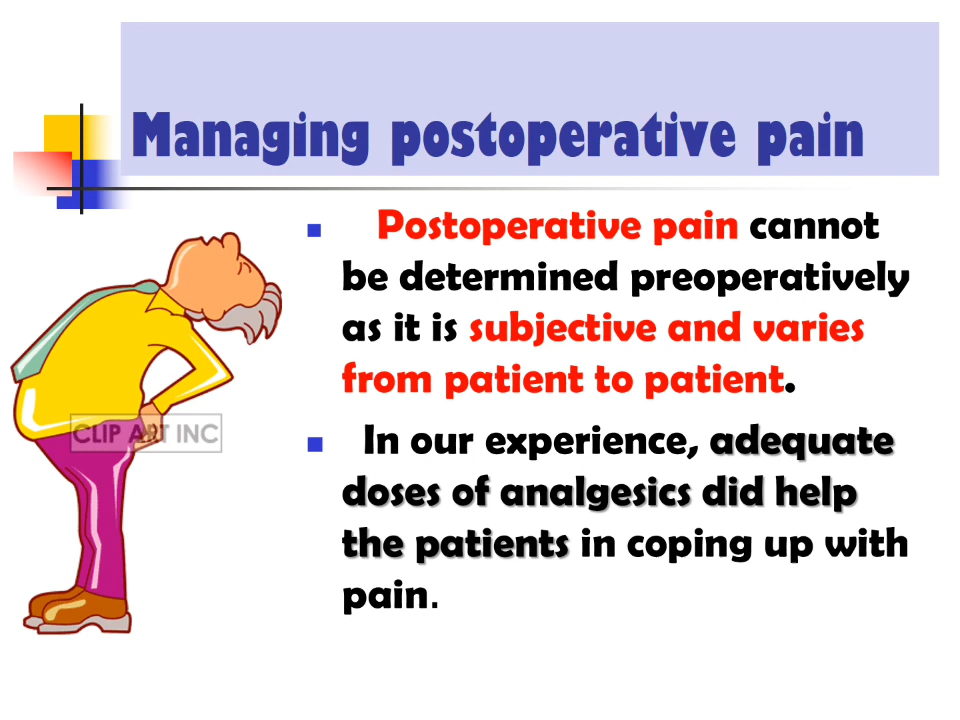 Managing postoperative pain
Postoperative pain cannot
be determined preoperatively
as it is subjective and varies
from patient to patient.
In our experience, adequate
doses of analgesics did help
the patients in coping up with
pain.
CLIP ART INC